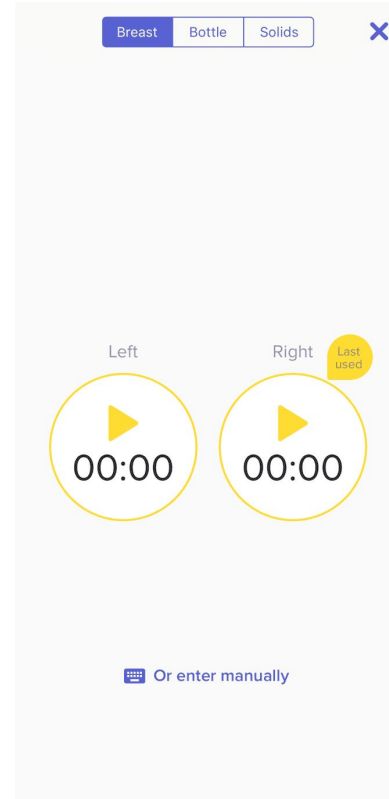 Breast Bottle Solids
Left
Right
Last
used
00:00
00:00
Or enter manually